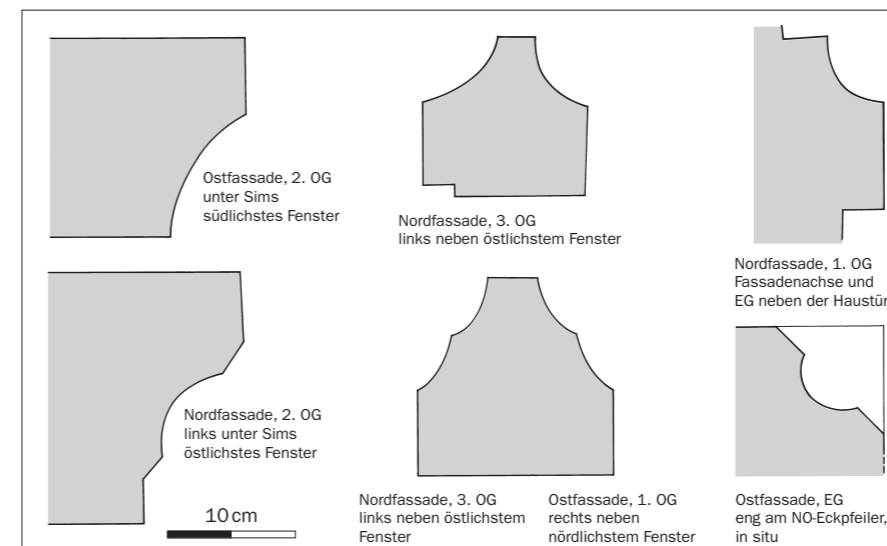 Ostfassade, 2. OG
unter Sims
südlichstes Fenster
Nordfassade, 3. OG
links neben östlichstem Fenster
Nordfassade, 1. OG
Fassadenachse und
EG neben der Haustür
Nordfassade, 2. OG
links unter Sims
östlichstes Fenster
10 cm
Nordfassade, 3. OG
links neben östlichstem
Fenster
Ostfassade, 1. OG
rechts neben
nördlichstem Fenster
Ostfassade, EG
eng am NO-Eckpfeiler,
in situ